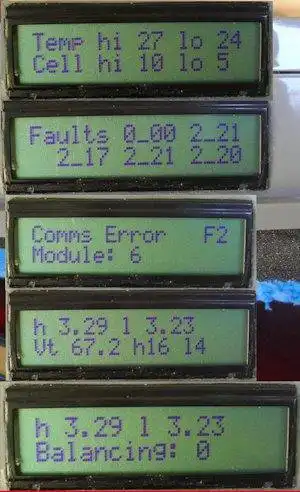 Temp hi 27 lo 24
Cell hi 10 lo 5
Faults 0_00 2_21
2_17 2_21 2_20
Comms Error F2
Module: 6
h 3.29 l 3.23
Vt 67.2 h16 l4
h 3.29 l 3.23
Balancing: 0